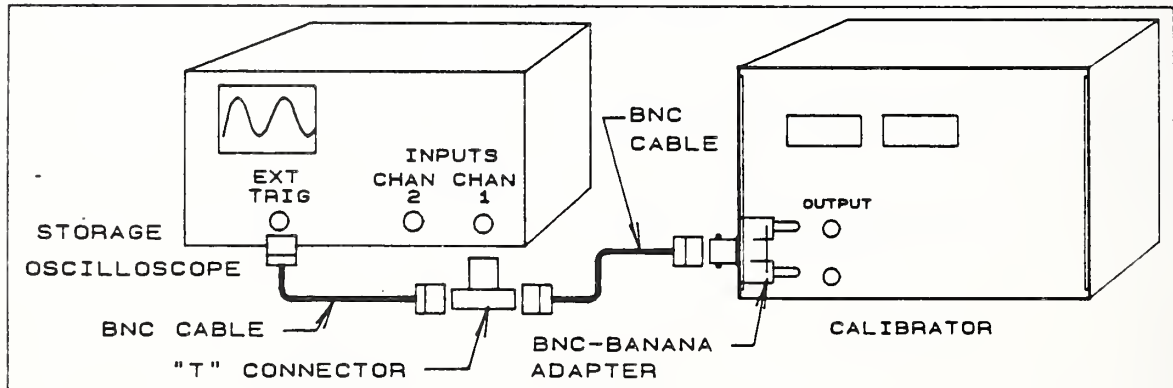 BNC
CABLE
INPUTS
EXT
TRIG
CHAN
2
CHAN
1
OUTPUT
STORAGE
OSCILLOSCOPE
BNC CABLE
"T" CONNECTOR
BNC-BANANA
ADAPTER
CALIBRATOR